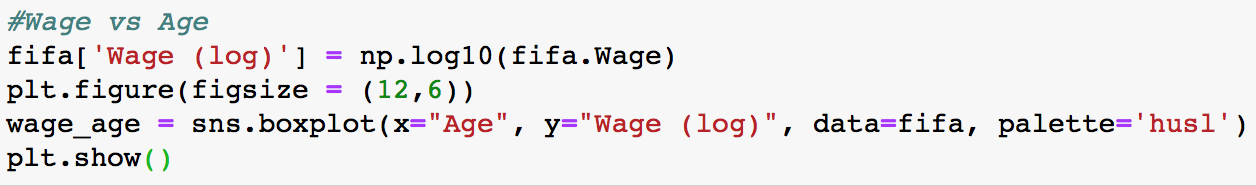 #Wage vs Age
fifa['Wage (log)'] = np.log10(fifa.Wage)
plt.figure(figsize = (12,6))
wage_age = sns.boxplot(x="Age", y="Wage (log)", data=fifa, palette='husl')
plt.show()